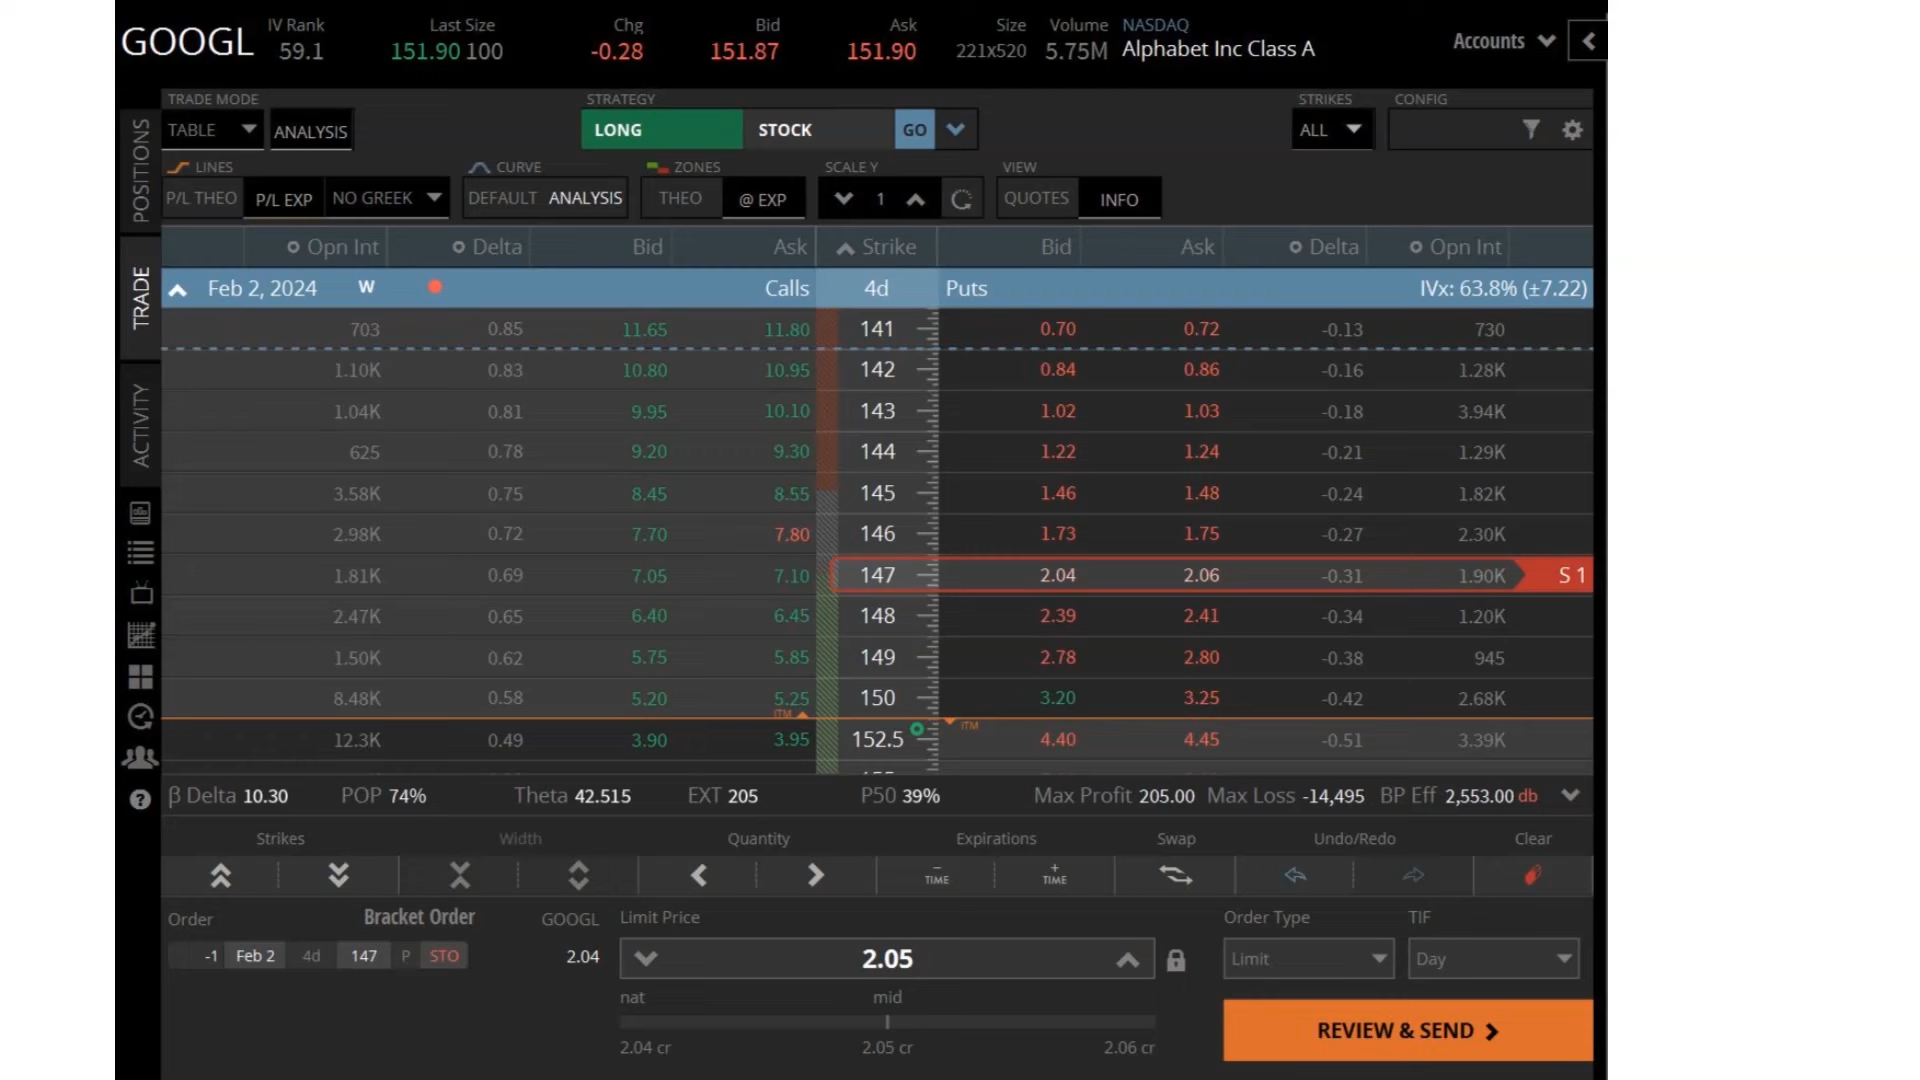 GOOGL IV Rank Last Size Chg Bid Ask Size Volume NASDAQ
59.1 151.90 100 -0.28 151.87 151.90 221x520 5.75M Alphabet Inc Class A Accounts
TRADE MODE STRATEGY STRIKES CONFIG
TABLE ANALYSIS LONG STOCK GO ALL
LINES CURVE ZONES SCALE Y VIEW
P/L THEO P/L EXP NO GREEK DEFAULT ANALYSIS THEO @ EXP 1 QUOTES INFO
POSITIONS
TRADE
ACTIVITY
Opn Int Delta Bid Ask Strike Bid Ask Delta Opn Int
Feb 2, 2024 W Calls 4d Puts IVx: 63.8% (±7.22)
703 0.85 11.65 11.80 141 0.70 0.72 -0.13 730
1.10K 0.83 10.80 10.95 142 0.84 0.86 -0.16 1.28K
1.04K 0.81 9.95 10.10 143 1.02 1.03 -0.18 3.94K
625 0.78 9.20 9.30 144 1.22 1.24 -0.21 1.29K
3.58K 0.75 8.45 8.55 145 1.46 1.48 -0.24 1.82K
2.98K 0.72 7.70 7.80 146 1.73 1.75 -0.27 2.30K
1.81K 0.69 7.05 7.10 147 2.04 2.06 -0.31 1.90K S 1
2.47K 0.65 6.40 6.45 148 2.39 2.41 -0.34 1.20K
1.50K 0.62 5.75 5.85 149 2.78 2.80 -0.38 945
8.48K 0.58 5.20 5.25 150 3.20 3.25 -0.42 2.68K
ITM ITM
12.3K 0.49 3.90 3.95 152.5 4.40 4.45 -0.51 3.39K
β Delta 10.30 POP 74% Theta 42.515 EXT 205 P50 39% Max Profit 205.00 Max Loss -14,495 BP Eff 2,553.00 db
Strikes Width Quantity Expirations Swap Undo/Redo Clear
− TIME + TIME
Order Bracket Order GOOGL Limit Price Order Type TIF
-1 Feb 2 4d 147 P STO 2.04 2.05 Limit Day
nat mid
2.04 cr 2.05 cr 2.06 cr
REVIEW & SEND